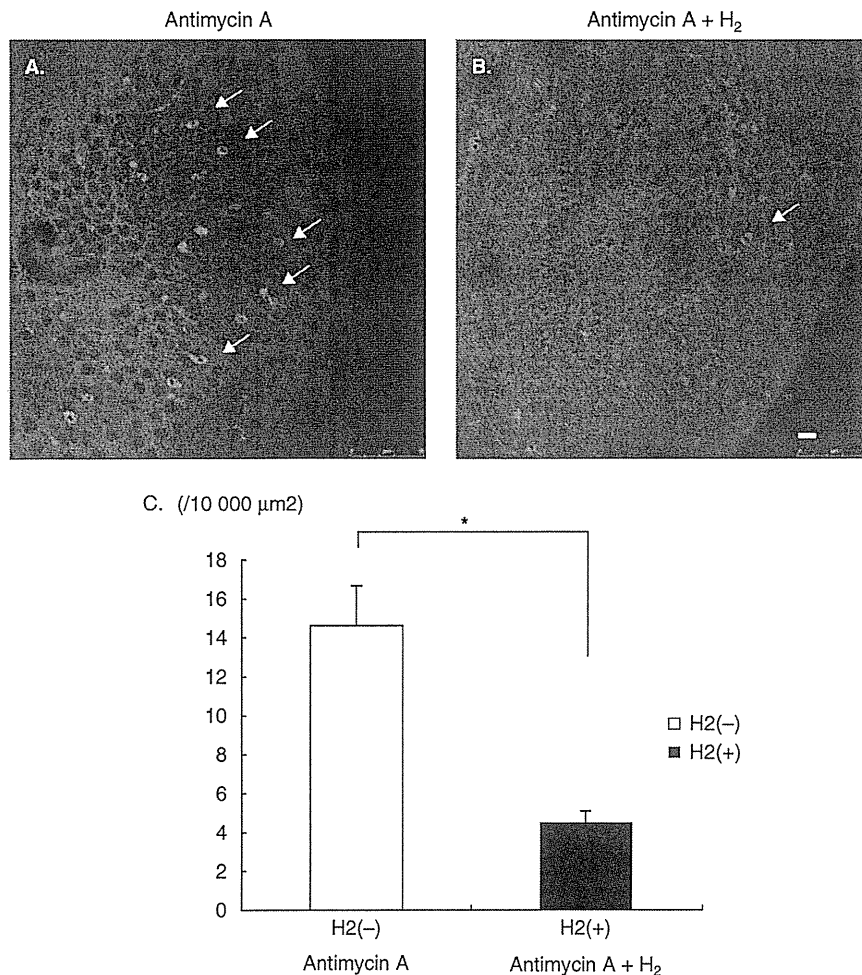 Antimycin A
Antimycin A + H₂
A.
B.
C. (/10 000 μm2)
*
18
16
14
12
10
8
6
4
2
0
H2(–)
H2(+)
H2(–)
H2(+)
Antimycin A
Antimycin A + H₂